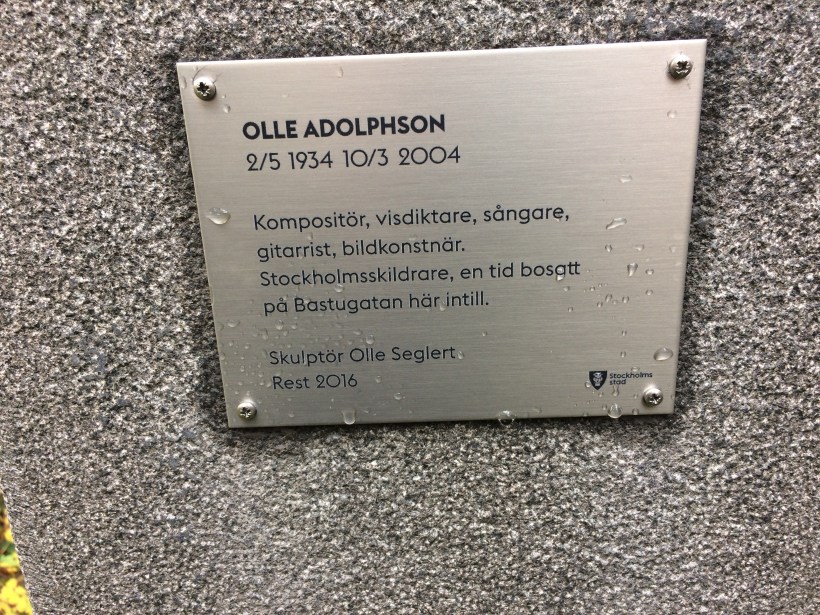 OLLE ADOLPHSON
2/5 1934 10/3 2004
Kompositör, visdiktare, sångare,
gitarrist, bildkonstnär.
Stockholmsskildrare, en tid bosatt
på Bastugatan här intill.
Skulptör Olle Seglert
Rest 2016
Stockholms
stad